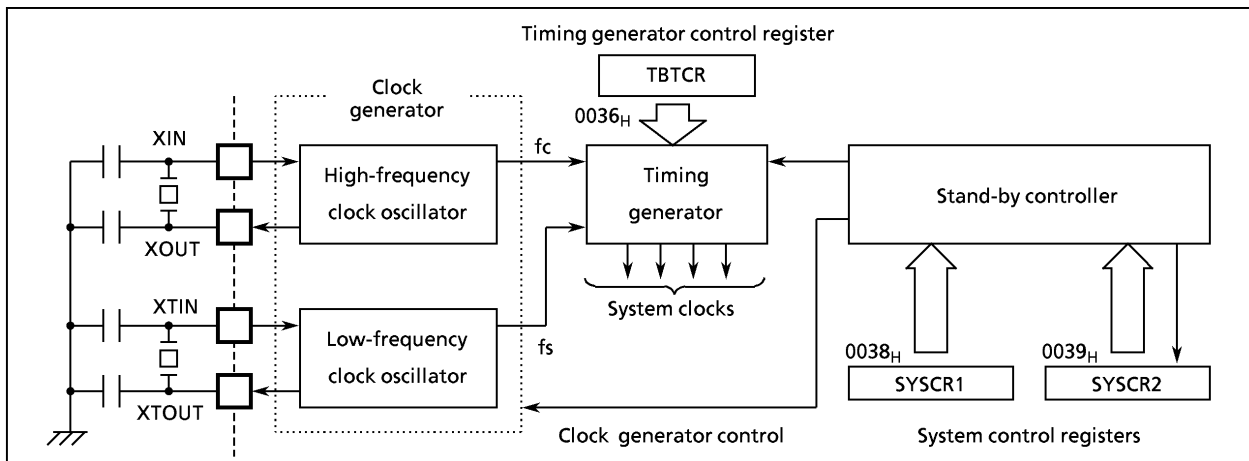 Timing generator control register
TBTCR
Clock
generator
0036H
XIN
fc
High-frequency
clock oscillator
Timing
generator
Stand-by controller
XOUT
XTIN
System clocks
Low-frequency
clock oscillator
fs
0038H
0039H
SYSCR1
SYSCR2
XTOUT
Clock generator control
System control registers